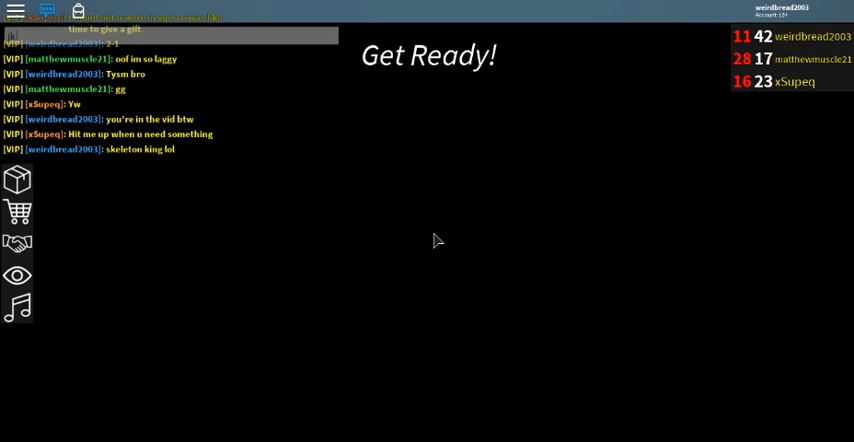 weirdbread2003
Account: 13+
time to give a gift
[VIP] [weirdbread2003]: 2-1
[VIP] [matthewmuscle21]: oof im so laggy
[VIP] [weirdbread2003]: Tysm bro
[VIP] [matthewmuscle21]: gg
[VIP] [xSupeq]: Yw
[VIP] [weirdbread2003]: you're in the vid btw
[VIP] [xSupeq]: Hit me up when u need something
[VIP] [weirdbread2003]: skeleton king lol
Get Ready!
11 42 weirdbread2003
28 17 matthewmuscle21
16 23 xSupeq